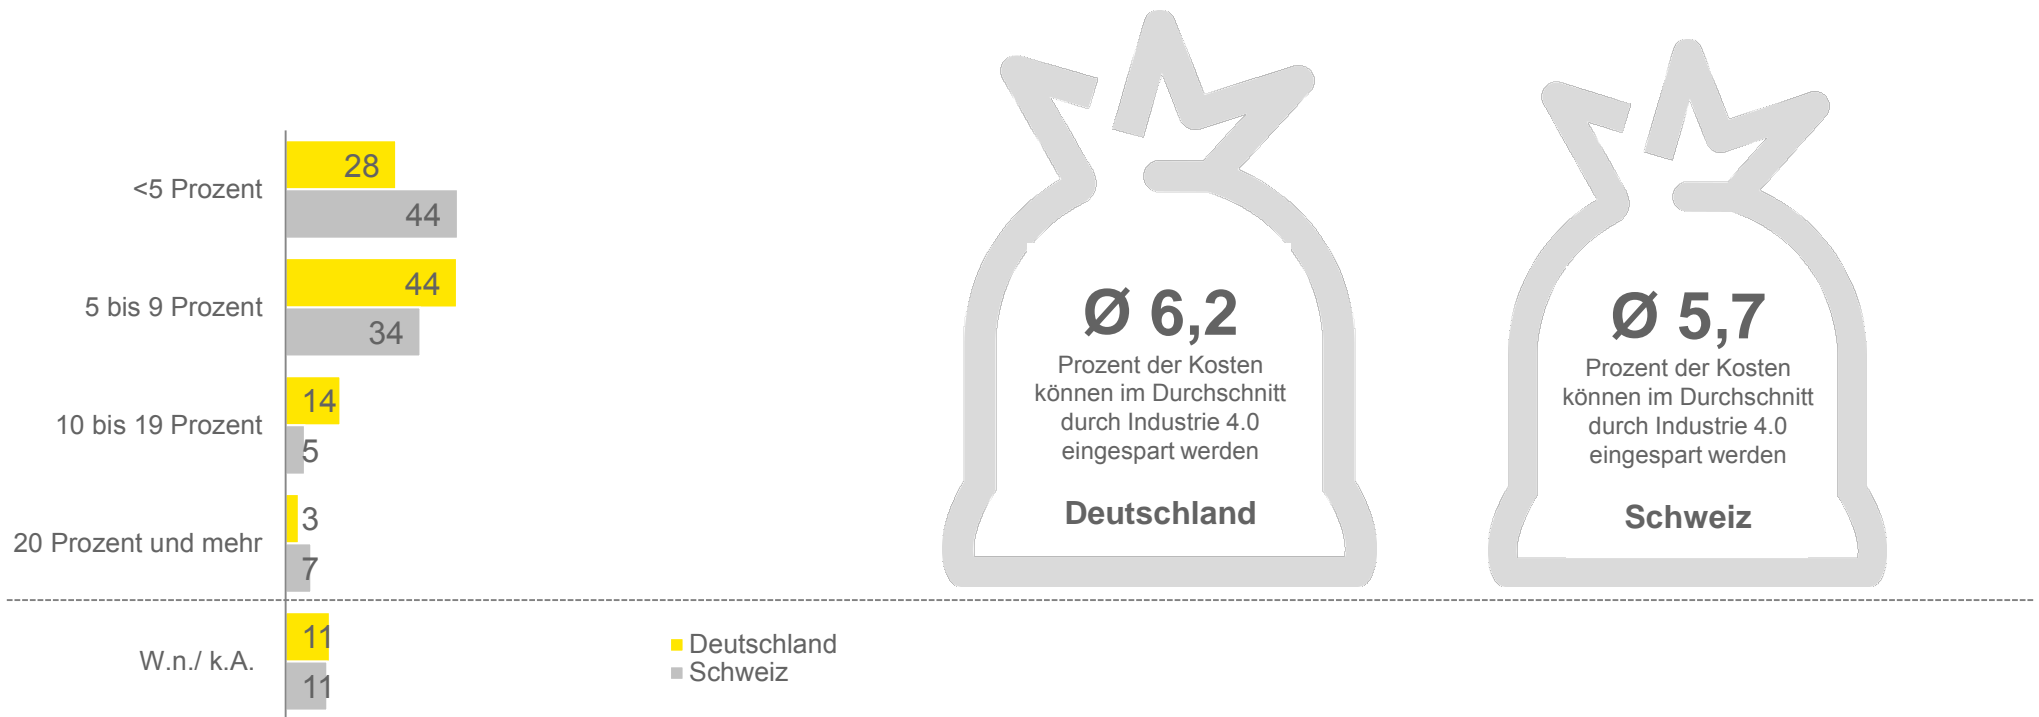 <5 Prozent
28
44
5 bis 9 Prozent
44
34
10 bis 19 Prozent
14
5
20 Prozent und mehr
3
7
W.n./ k.A.
11
11
Deutschland
Schweiz
Ø 6,2
Prozent der Kosten
können im Durchschnitt
durch Industrie 4.0
eingespart werden
Deutschland
Ø 5,7
Prozent der Kosten
können im Durchschnitt
durch Industrie 4.0
eingespart werden
Schweiz